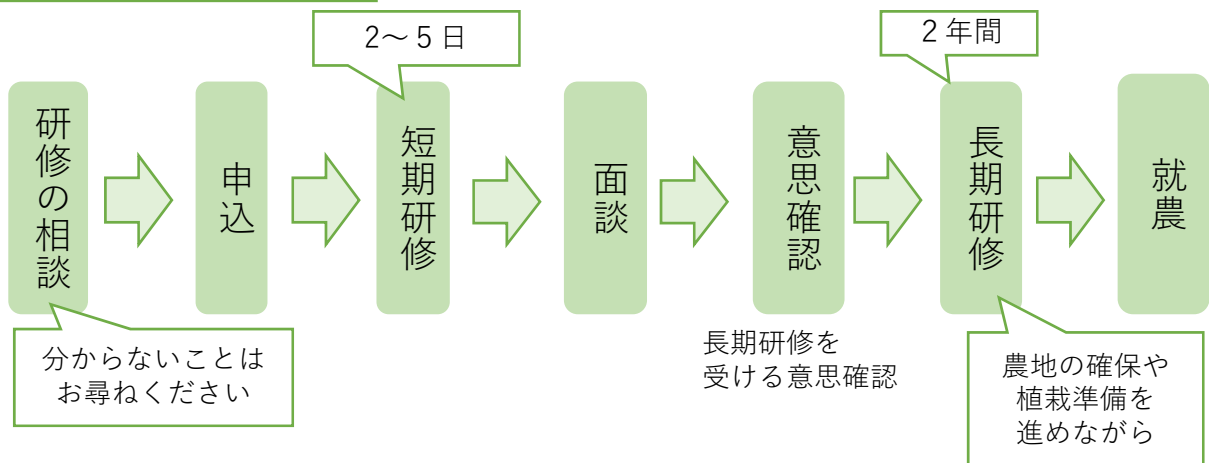 2～５日
２年間
研修の相談
申込
短期研修
面談
意思確認
長期研修
就農
分からないことは
お尋ねください
長期研修を
受ける意思確認
農地の確保や
植栽準備を
進めながら